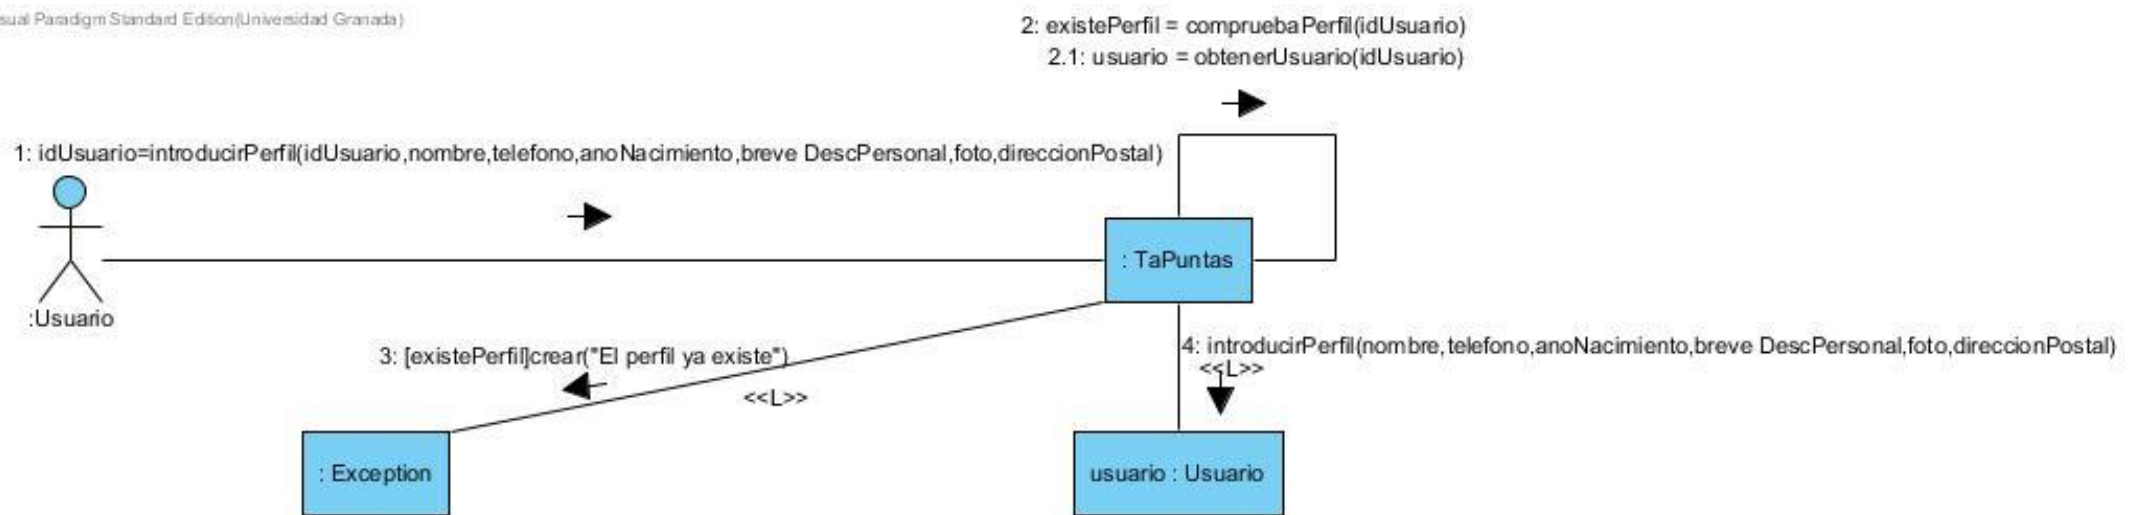 sual Paradigm Standard Edition(Universidad Granada)
2: existePerfil = compruebaPerfil(idUsuario)
2.1: usuario = obtenerUsuario(idUsuario)
1: idUsuario=introducirPerfil(idUsuario,nombre,telefono,anoNacimiento,breve DescPersonal,foto,direccionPostal)
: TaPuntas
:Usuario
3: [existePerfil]crear("El perfil ya existe")
<<L>>
4: introducirPerfil(nombre,telefono,anoNacimiento,breve DescPersonal,foto,direccionPostal)
<<L>>
: Exception
usuario : Usuario